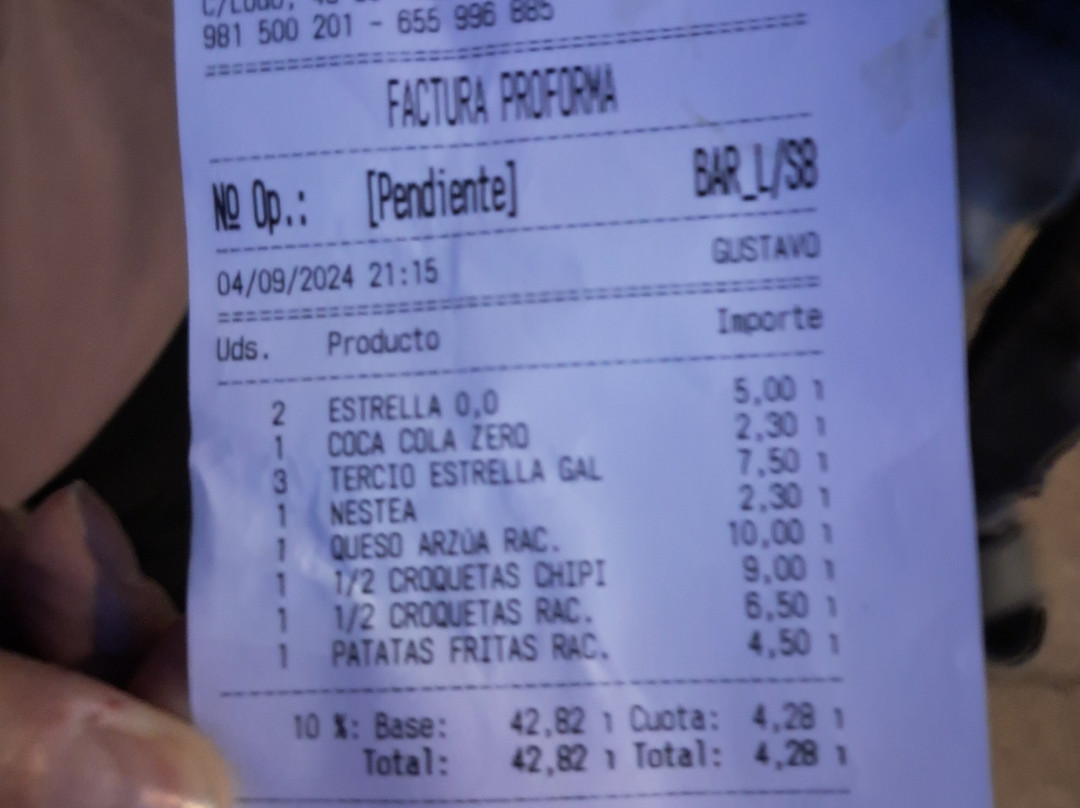 981 500 201 - 655 996 885
FACTURA PROFORMA
Nº Op.: [Pendiente] BAR_L/S8
04/09/2024 21:15 GUSTAVO
Uds. Producto Importe
2 ESTRELLA 0,0 5,00 ı
1 COCA COLA ZERO 2,30 ı
3 TERCIO ESTRELLA GAL 7,50 ı
1 NESTEA 2,30 ı
1 QUESO ARZÚA RAC. 10,00 ı
1 1/2 CROQUETAS CHIPI 9,00 ı
1 1/2 CROQUETAS RAC. 6,50 ı
1 PATATAS FRITAS RAC. 4,50 ı
10 %: Base: 42,82 ı Cuota: 4,28 ı
Total: 42,82 ı Total: 4,28 ı